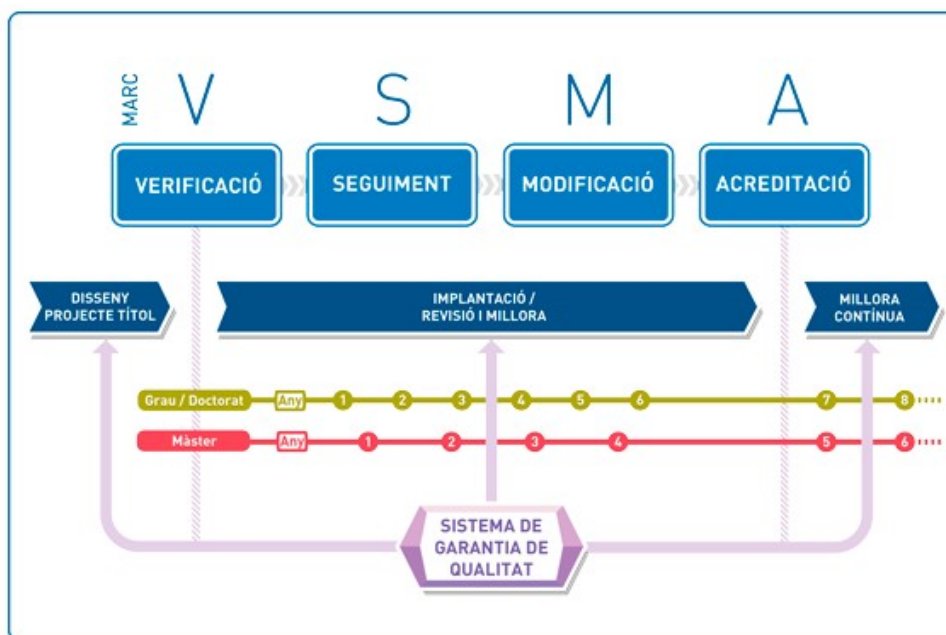 MARC
V S M A
VERIFICACIÓ SEGUIMENT MODIFICACIÓ ACREDITACIÓ
DISSENY
PROJECTE TÍTOL
IMPLANTACIÓ /
REVISIÓ I MILLORA
MILLORA
CONTÍNUA
Grau / Doctorat Any 1 2 3 4 5 6 7 8
Màster Any 1 2 3 4 5 6
SISTEMA DE
GARANTIA DE
QUALITAT